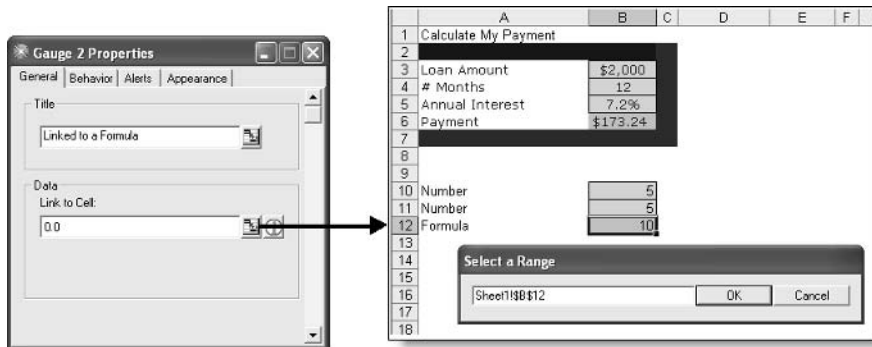 Gauge 2 Properties
General Behavior Alerts Appearance
Title
Linked to a Formula
Data
Link to Cell:
0.0
A B C D E F
1 Calculate My Payment
2
3 Loan Amount $2,000
4 # Months 12
5 Annual Interest 7.2%
6 Payment $173.24
7
8
9
10 Number 5
11 Number 5
12 Formula 10
13
14
15
16
17
18
Select a Range
Sheet1!$B$12 OK Cancel